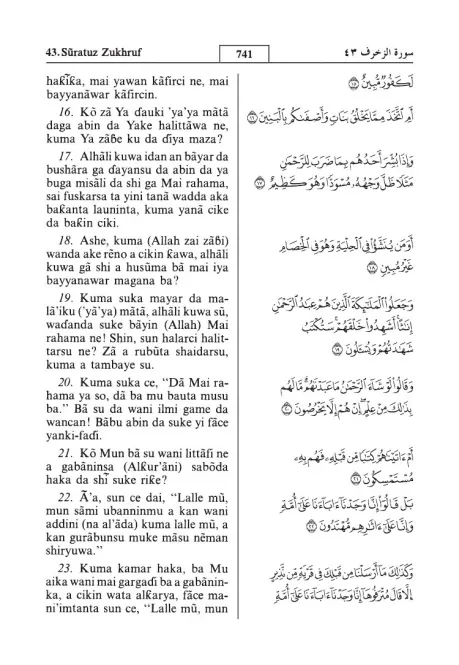 43. Sūratuz Zukhruf
741
سورة الزخرف ٤٣
haƙīƙa, mai yawan kāfirci ne, mai
bayyanāwar kāfircin.
16. Kō zā Ya ɗauki 'ya'ya mātā
daga abin da Yake halittāwa ne,
kuma Ya zāɓe ku da ɗiya maza?
17. Alhāli kuwa idan an bāyar da
bushāra ga ɗayansu da abin da ya
buga misāli da shi ga Mai rahama,
sai fuskarsa ta yini tanā wadda aka
baƙanta launinta, kuma yanā cike
da baƙin ciki.
18. Ashe, kuma (Allah zai zāɓi)
wanda ake rēno a cikin ƙawa, alhāli
kuwa gā shi a husūma bā mai iya
bayyanawar magana ba?
19. Kuma suka mayar da ma-
lā'iku ('yā'ya) mātā, alhāli kuwa sū,
waɗanda suke bāyin (Allah) Mai
rahama ne! Shin, sun halarci halit-
tarsu ne? Zā a rubūta shaidarsu,
kuma a tambaye su.
20. Kuma suka ce, “Dā Mai ra-
hama ya so, dā ba mu bauta musu
ba.” Bā su da wani ilmi game da
wancan! Bābu abin da suke yi fāce
yanki-faɗi.
21. Kō Mun bā su wani littāfi ne
a gabāninsa (Alƙur'āni) sabōda
haka da shī suke riƙe?
22. Ā'a, sun ce dai, “Lalle mū,
mun sāmi ubanninmu a kan wani
addini (na al'āda) kuma lalle mū, a
kan gurābunsu muke māsu nēman
shiryuwa.”
23. Kuma kamar haka, ba Mu
aika wani mai gargaɗi ba a gabānin-
ka, a cikin wata alƙarya, fāce ma-
ni'imtanta sun ce, “Lalle mū, mun
لَكَفُورٌ مُّبِينٌ ۝١٥
أَمِ ٱتَّخَذَ مِمَّا يَخْلُقُ بَنَاتٍ وَأَصْفَىٰكُم بِٱلْبَنِينَ ۝١٦
وَإِذَا بُشِّرَ أَحَدُهُم بِمَا ضَرَبَ لِلرَّحْمَٰنِ
مَثَلًا ظَلَّ وَجْهُهُۥ مُسْوَدًّا وَهُوَ كَظِيمٌ ۝١٧
أَوَمَن يُنَشَّؤُا۟ فِى ٱلْحِلْيَةِ وَهُوَ فِى ٱلْخِصَامِ
غَيْرُ مُبِينٍ ۝١٨
وَجَعَلُوا۟ ٱلْمَلَٰٓئِكَةَ ٱلَّذِينَ هُمْ عِبَٰدُ ٱلرَّحْمَٰنِ
إِنَٰثًا ۚ أَشَهِدُوا۟ خَلْقَهُمْ ۚ سَتُكْتَبُ
شَهَٰدَتُهُمْ وَيُسْـَٔلُونَ ۝١٩
وَقَالُوا۟ لَوْ شَآءَ ٱلرَّحْمَٰنُ مَا عَبَدْنَٰهُم ۗ مَّا لَهُم
بِذَٰلِكَ مِنْ عِلْمٍ ۖ إِنْ هُمْ إِلَّا يَخْرُصُونَ ۝٢٠
أَمْ ءَاتَيْنَٰهُمْ كِتَٰبًا مِّن قَبْلِهِۦ فَهُم بِهِۦ
مُسْتَمْسِكُونَ ۝٢١
بَلْ قَالُوٓا۟ إِنَّا وَجَدْنَآ ءَابَآءَنَا عَلَىٰٓ أُمَّةٍ
وَإِنَّا عَلَىٰٓ ءَاثَٰرِهِم مُّهْتَدُونَ ۝٢٢
وَكَذَٰلِكَ مَآ أَرْسَلْنَا مِن قَبْلِكَ فِى قَرْيَةٍ مِّن نَّذِيرٍ
إِلَّا قَالَ مُتْرَفُوهَآ إِنَّا وَجَدْنَآ ءَابَآءَنَا عَلَىٰٓ أُمَّةٍ